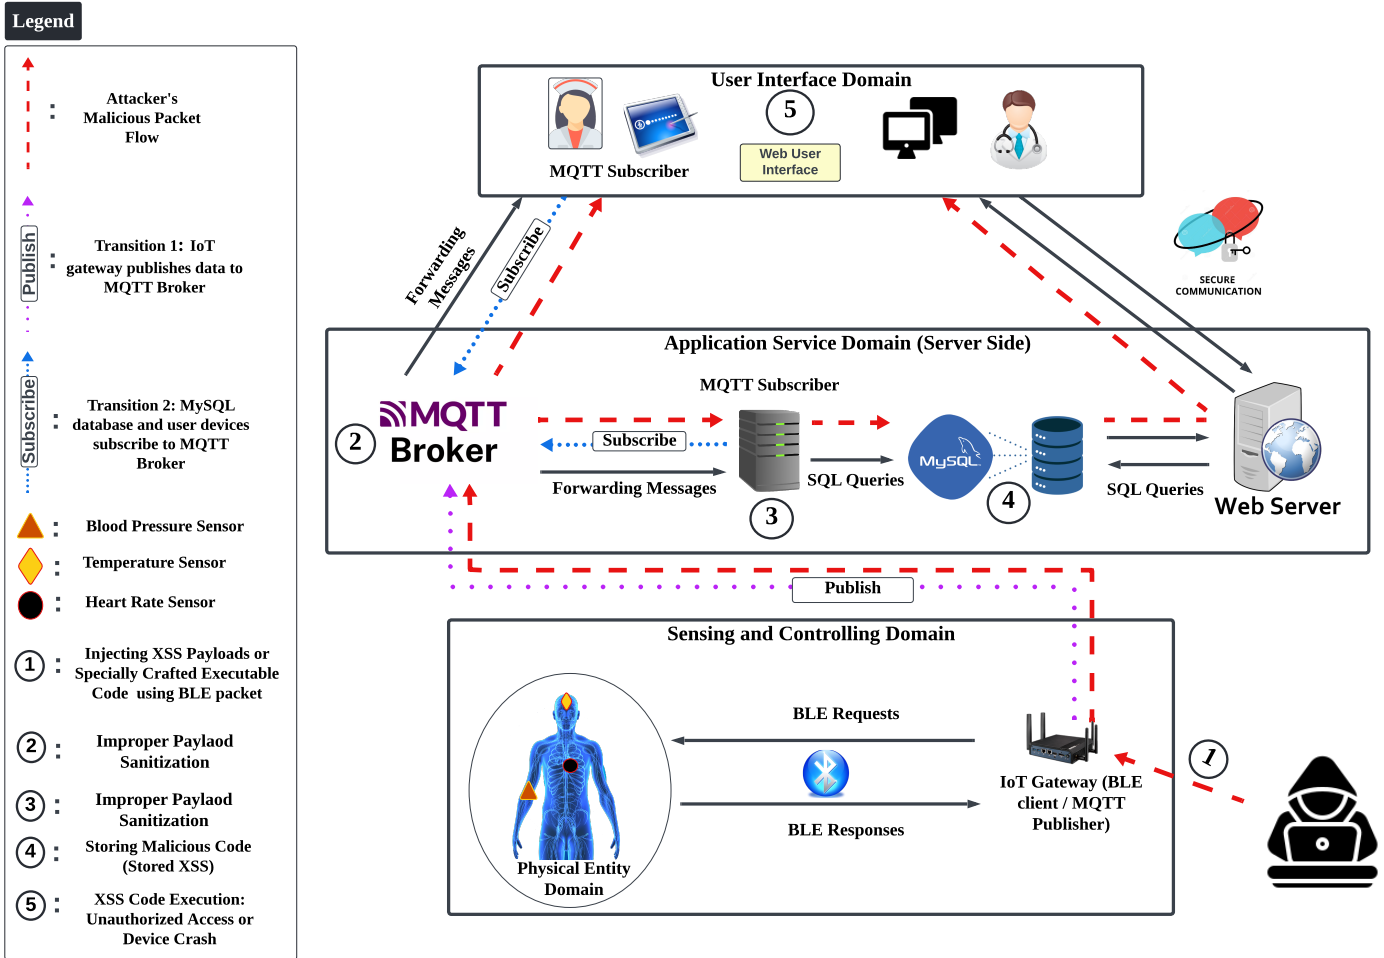 Legend
Attacker's
Malicious Packet
Flow
:
Publish
:
Transition 1: IoT
gateway publishes data to
MQTT Broker
Subscribe
:
Transition 2: MySQL
database and user devices
subscribe to MQTT
Broker
:
Blood Pressure Sensor
:
Temperature Sensor
:
Heart Rate Sensor
1 :
Injecting XSS Payloads or
Specially Crafted Executable
Code using BLE packet
2 :
Improper Paylaod
Sanitization
3 :
Improper Paylaod
Sanitization
4 :
Storing Malicious Code
(Stored XSS)
5 :
XSS Code Execution:
Unauthorized Access or
Device Crash
User Interface Domain
5
Web User
Interface
MQTT Subscriber
Forwarding
Messages
Subscribe
SECURE
COMMUNICATION
Application Service Domain (Server Side)
MQTT Subscriber
2
MQTT
Broker
Subscribe
Forwarding Messages
3
SQL Queries
MySQL
4
SQL Queries
Web Server
Publish
Sensing and Controlling Domain
BLE Requests
BLE Responses
Physical Entity
Domain
IoT Gateway (BLE
client / MQTT
Publisher)
1